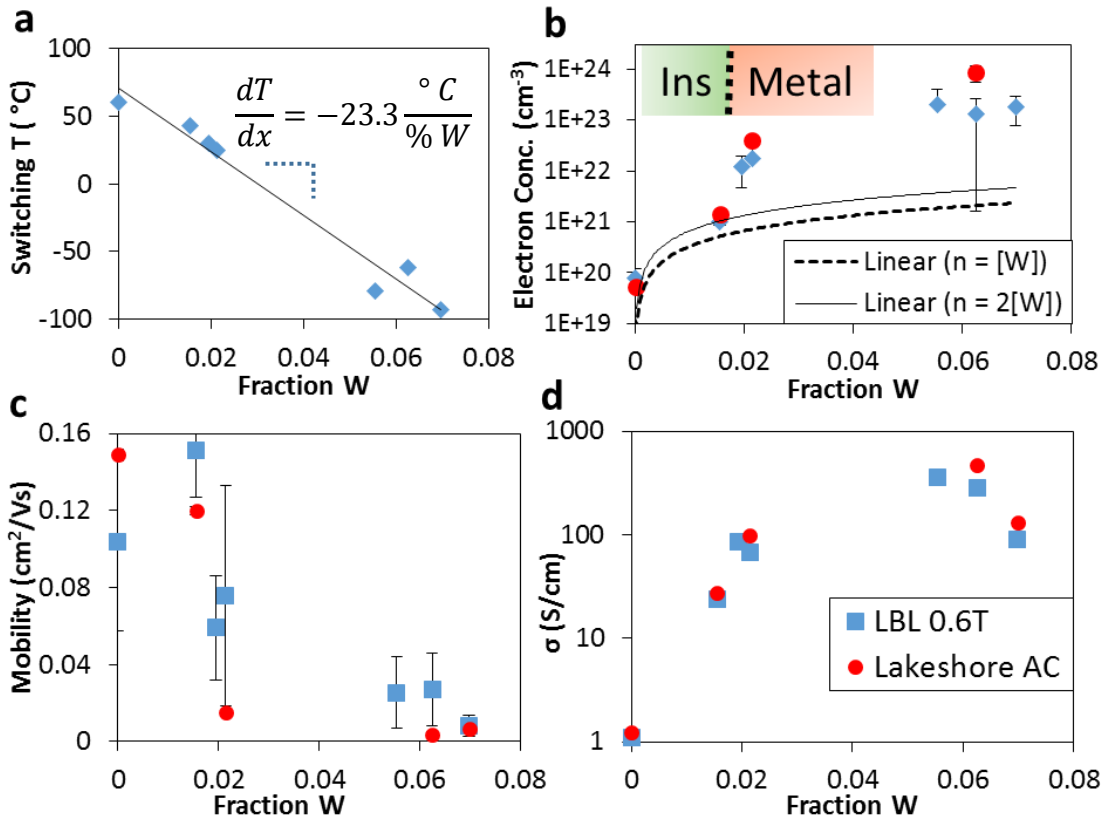 a
100
50
0
-50
-100
Switching T ( °C)
dT
dx
= −23.3
° C
% W
0 0.02 0.04 0.06 0.08
Fraction W
b
Ins Metal
1E+24
1E+23
1E+22
1E+21
1E+20
1E+19
Electron Conc. (cm-3)
Linear (n = [W])
Linear (n = 2[W])
0 0.02 0.04 0.06 0.08
Fraction W
c
0.16
0.12
0.08
0.04
0
Mobility (cm2/Vs)
0 0.02 0.04 0.06 0.08
Fraction W
d
1000
100
10
1
σ (S/cm)
LBL 0.6T
Lakeshore AC
0 0.02 0.04 0.06 0.08
Fraction W